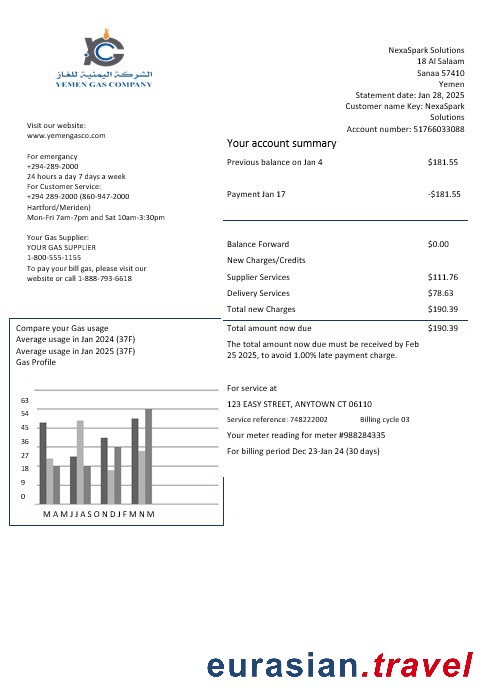 الشركة اليمنية للغاز
YEMEN GAS COMPANY
NexaSpark Solutions
18 Al Salaam
Sanaa 57410
Yemen
Statement date: Jan 28, 2025
Customer name Key: NexaSpark
Solutions
Account number: 51766033088
Visit our website:
www.yemengasco.com
For emergancy
+294-289-2000
24 hours a day 7 days a week
For Customer Service:
+294 289-2000 (860-947-2000
Hartford/Meriden)
Mon-Fri 7am-7pm and Sat 10am-3:30pm
Your Gas Supplier:
YOUR GAS SUPPLIER
1-800-555-1155
To pay your bill gas, please visit our
website or call 1-888-793-6618
Your account summary
Previous balance on Jan 4 $181.55
Payment Jan 17 -$181.55
Balance Forward $0.00
New Charges/Credits
Supplier Services $111.76
Delivery Services $78.63
Total new Charges $190.39
Total amount now due $190.39
The total amount now due must be received by Feb
25 2025, to avoid 1.00% late payment charge.
Compare your Gas usage
Average usage in Jan 2024 (37F)
Average usage in Jan 2025 (37F)
Gas Profile
63
54
45
36
27
18
9
0
M A M J J A S O N D J F M N M
For service at
123 EASY STREET, ANYTOWN CT 06110
Service reference: 748222002 Billing cycle 03
Your meter reading for meter #988284335
For billing period Dec 23-Jan 24 (30 days)
eurasian.travel